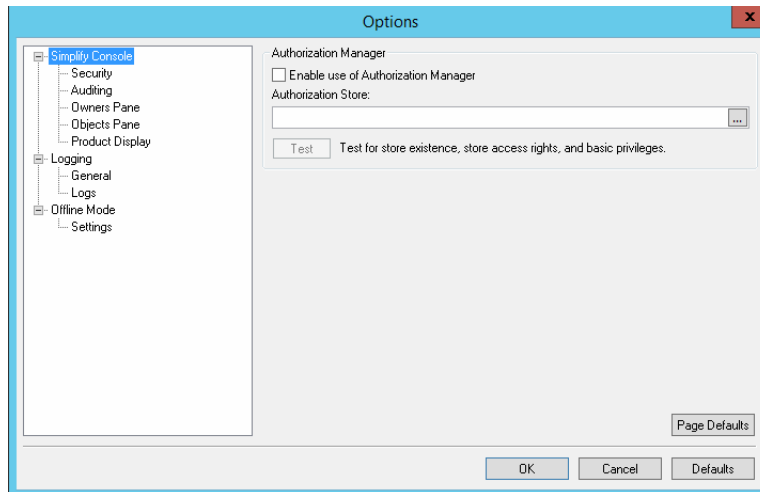 Options
x
Simplify Console
Security
Auditing
Owners Pane
Objects Pane
Product Display
Logging
General
Logs
Offline Mode
Settings
Authorization Manager
Enable use of Authorization Manager
Authorization Store:
...
Test Test for store existence, store access rights, and basic privileges.
Page Defaults
OK Cancel Defaults